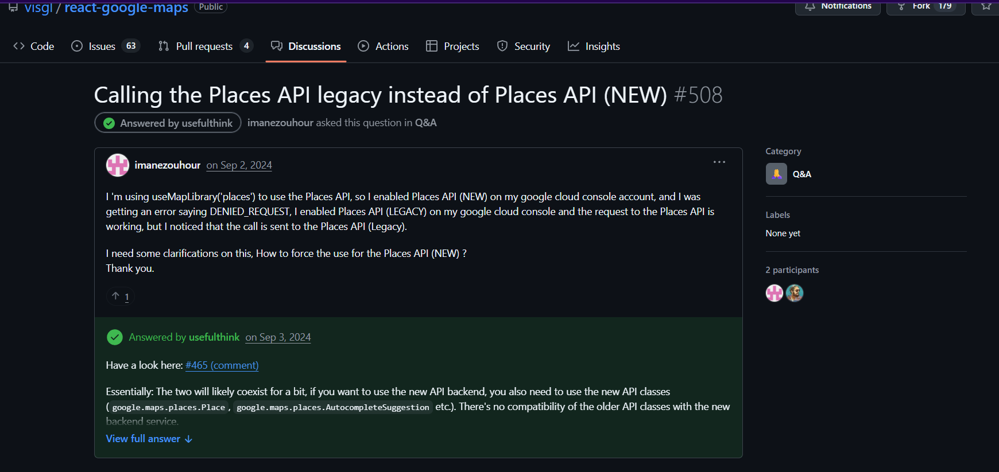 visgl / react-google-maps Public
Notifications Fork 179
Code Issues 63 Pull requests 4 Discussions Actions Projects Security Insights
Calling the Places API legacy instead of Places API (NEW) #508
Answered by usefulthink imanezouhour asked this question in Q&A
imanezouhour on Sep 2, 2024
I 'm using useMapLibrary('places') to use the Places API, so I enabled Places API (NEW) on my google cloud console account, and I was
getting an error saying DENIED_REQUEST, I enabled Places API (LEGACY) on my google cloud console and the request to the Places API is
working, but I noticed that the call is sent to the Places API (Legacy).
I need some clarifications on this, How to force the use for the Places API (NEW) ?
Thank you.
1
Answered by usefulthink on Sep 3, 2024
Have a look here: #465 (comment)
Essentially: The two will likely coexist for a bit, if you want to use the new API backend, you also need to use the new API classes
( google.maps.places.Place , google.maps.places.AutocompleteSuggestion etc.). There's no compatibility of the older API classes with the new
backend service.
View full answer ↓
Category
Q&A
Labels
None yet
2 participants